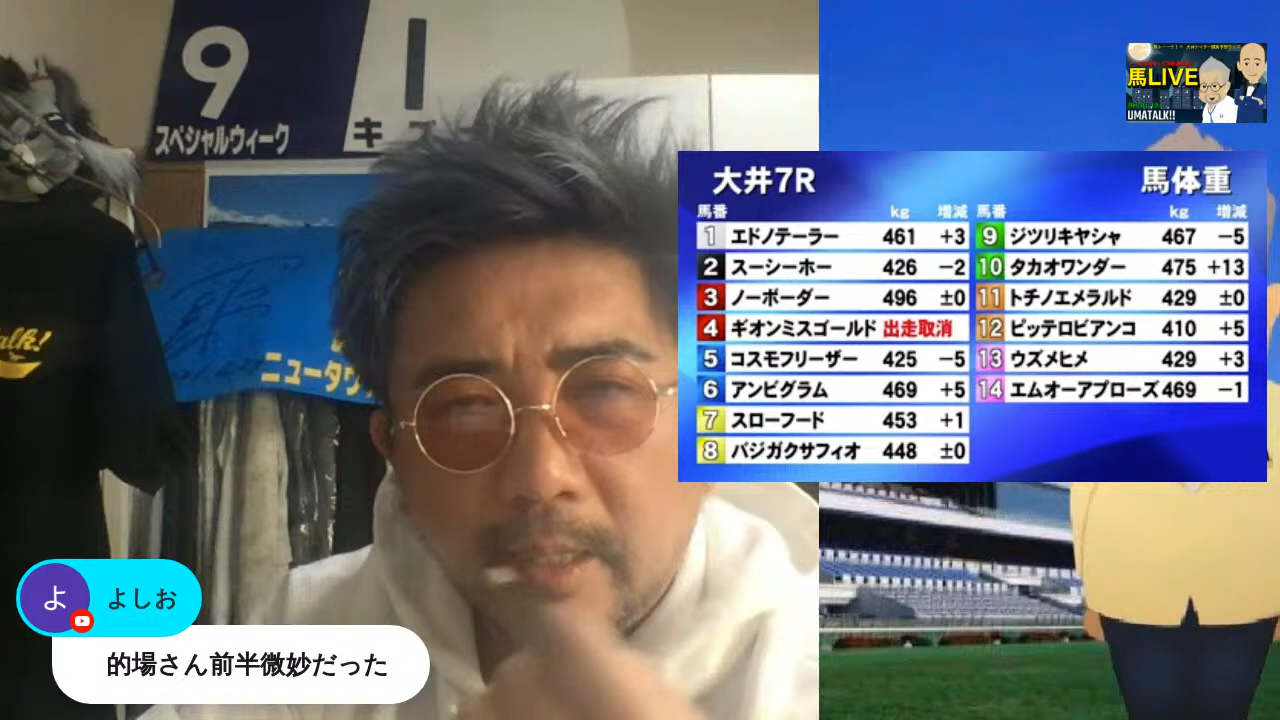 9
スペシャルウィーク
1
キ
alk!
ニュータウ
馬LIVE
UMATALK!!
大井7R
馬体重
馬番 kg 増減
1 エドノテーラー 461 +3
2 スーシーホー 426 −2
3 ノーボーダー 496 ±0
4 ギオンミスゴールド 出走取消
5 コスモフリーザー 425 −5
6 アンビグラム 469 +5
7 スローフード 453 +1
8 バジガクサフィオ 448 ±0
馬番 kg 増減
9 ジツリキヤシャ 467 −5
10 タカオワンダー 475 +13
11 トチノエメラルド 429 ±0
12 ピッテロビアンコ 410 +5
13 ウズメヒメ 429 +3
14 エムオーアプローズ 469 −1
よ
よしお
的場さん前半微妙だった